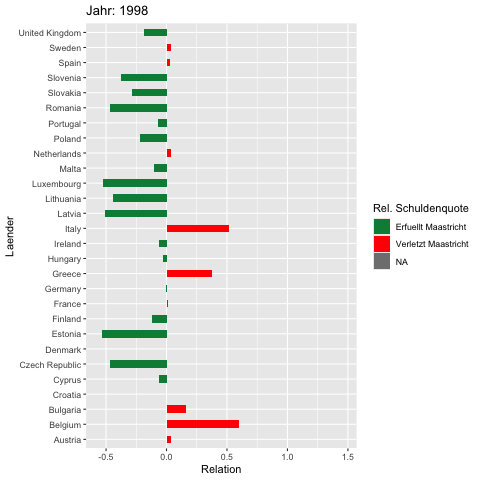 Jahr: 1998
United Kingdom
Sweden
Spain
Slovenia
Slovakia
Romania
Portugal
Poland
Netherlands
Malta
Luxembourg
Lithuania
Latvia
Italy
Ireland
Hungary
Greece
Germany
France
Finland
Estonia
Denmark
Czech Republic
Cyprus
Croatia
Bulgaria
Belgium
Austria
Laender
-0.5 0.0 0.5 1.0 1.5
Relation
Rel. Schuldenquote
Erfuellt Maastricht
Verletzt Maastricht
NA